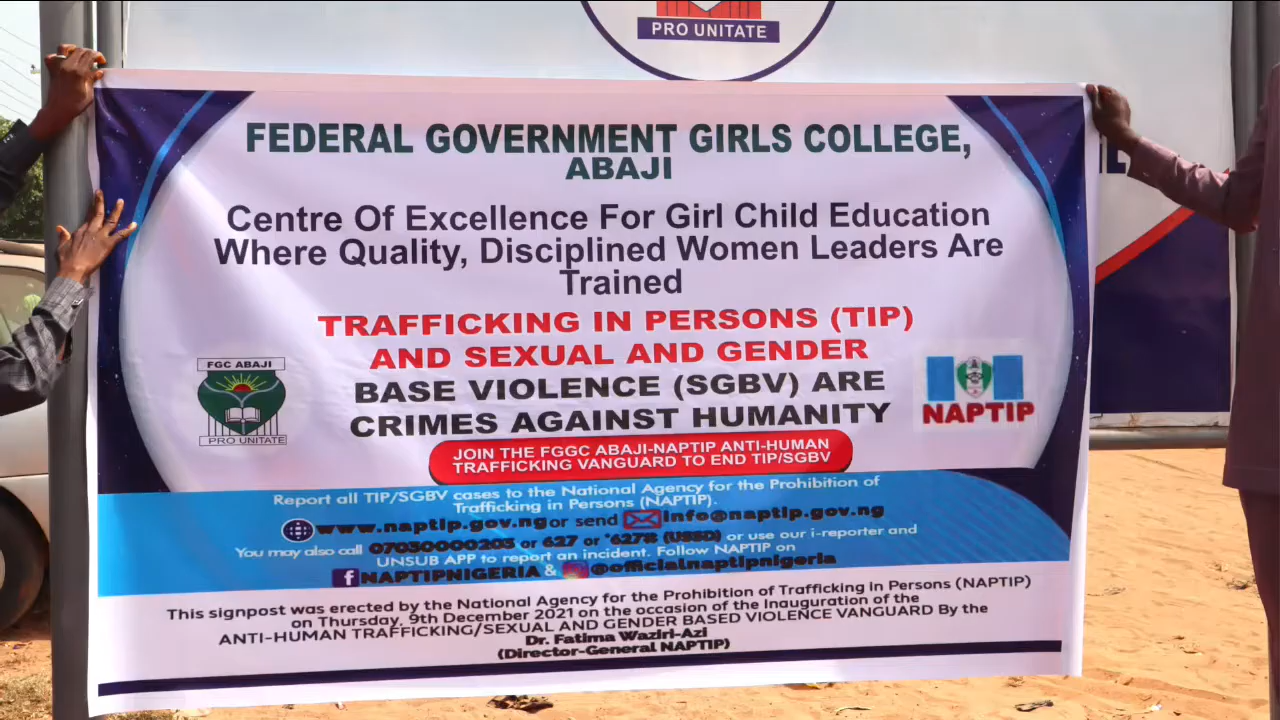 PRO UNITATE
FEDERAL GOVERNMENT GIRLS COLLEGE,
ABAJI
Centre Of Excellence For Girl Child Education
Where Quality, Disciplined Women Leaders Are
Trained
TRAFFICKING IN PERSONS (TIP)
AND SEXUAL AND GENDER
BASE VIOLENCE (SGBV) ARE
CRIMES AGAINST HUMANITY
FGC ABAJI
PRO UNITATE
NAPTIP
JOIN THE FGGC ABAJI-NAPTIP ANTI-HUMAN
TRAFFICKING VANGUARD TO END TIP/SGBV
Report all TIP/SGBV cases to the National Agency for the Prohibition of
Trafficking in Persons (NAPTIP).
www.naptip.gov.ng or send info@naptip.gov.ng
You may also call 07030000203 or 627 or *627# (USSD) or use our i-reporter and
UNSUB APP to report an incident. Follow NAPTIP on
NAPTIPNIGERIA & @officialnaptipnigeria
This signpost was erected by the National Agency for the Prohibition of Trafficking in Persons (NAPTIP)
on Thursday, 9th December 2021 on the occasion of the Inauguration of the
ANTI-HUMAN TRAFFICKING/SEXUAL AND GENDER BASED VIOLENCE VANGUARD By the
Dr. Fatima Waziri-Azi
(Director-General NAPTIP)